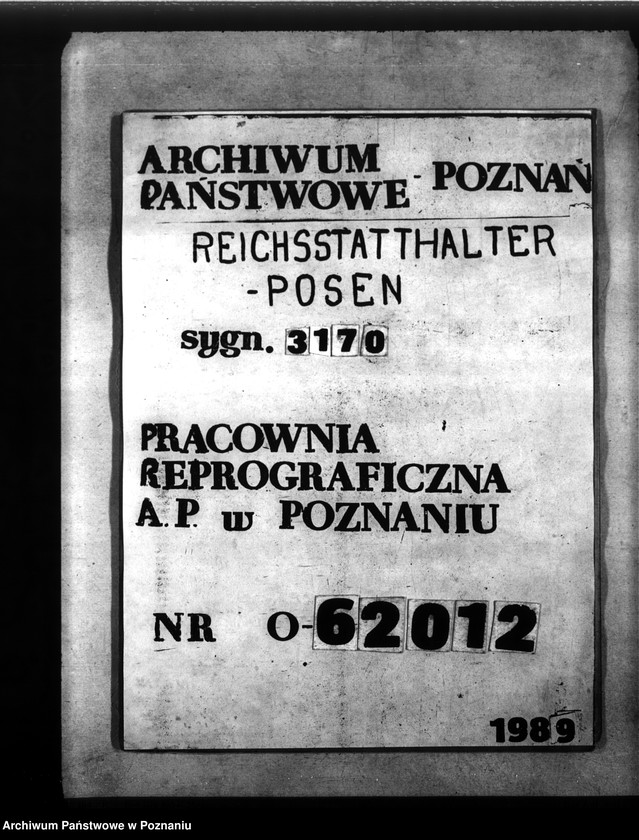 ARCHIWUM
PAŃSTWOWE - POZNAŃ
REICHSSTATTHALTER
-POSEN
sygn. 3170
PRACOWNIA
REPROGRAFICZNA
A.P. w POZNANIU
NR O-62012
1989
Archiwum Państwowe w Poznaniu